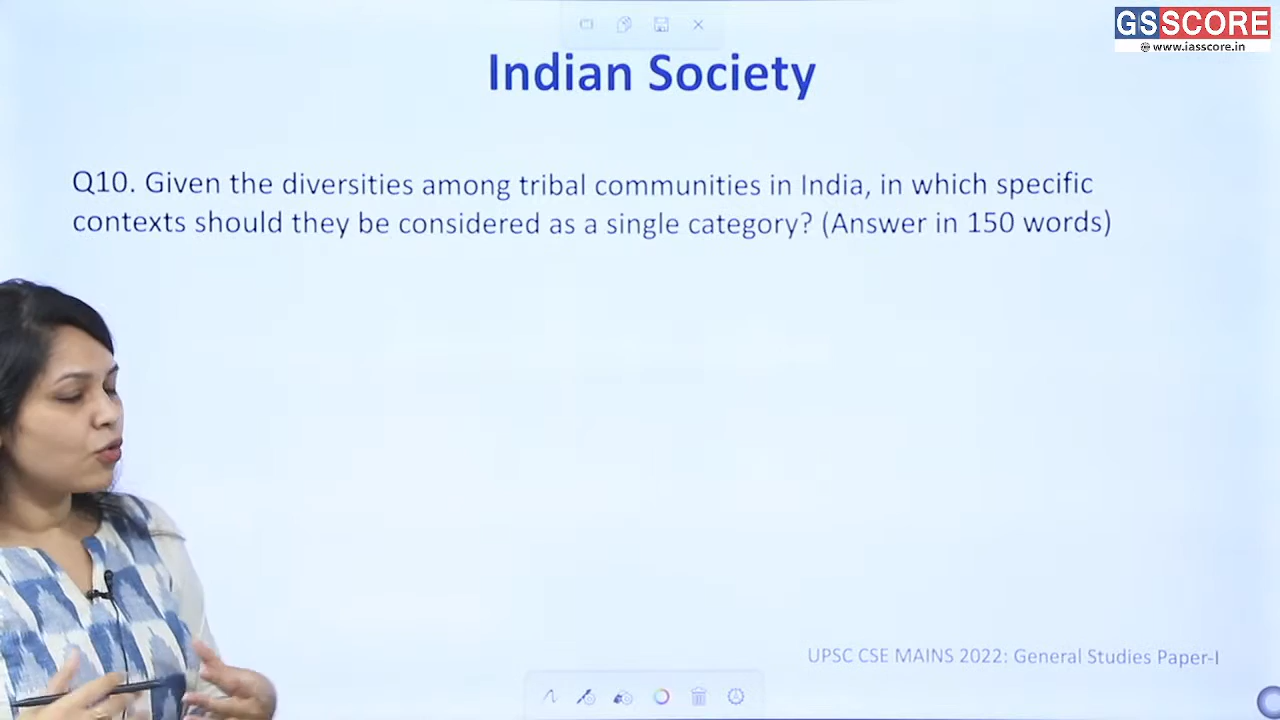 GSSCORE
www.iasscore.in
Indian Society
Q10. Given the diversities among tribal communities in India, in which specific
contexts should they be considered as a single category? (Answer in 150 words)
UPSC CSE MAINS 2022: General Studies Paper-I